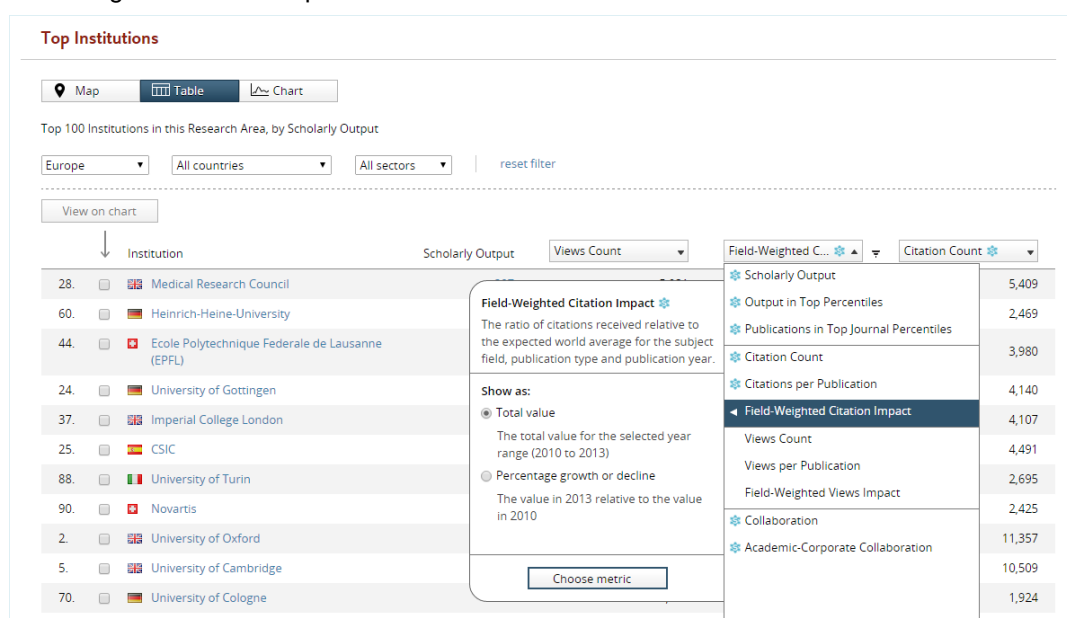 Top Institutions
Map Table Chart
Top 100 Institutions in this Research Area, by Scholarly Output
Europe All countries All sectors reset filter
View on chart
Institution Scholarly Output Views Count Field-Weighted C... Citation Count
28. Medical Research Council 5,409
60. Heinrich-Heine-University 2,469
44. Ecole Polytechnique Federale de Lausanne
(EPFL) 3,980
24. University of Gottingen 4,140
37. Imperial College London 4,107
25. CSIC 4,491
88. University of Turin 2,695
90. Novartis 2,425
2. University of Oxford 11,357
5. University of Cambridge 10,509
70. University of Cologne 1,924
Field-Weighted Citation Impact
The ratio of citations received relative to
the expected world average for the subject
field, publication type and publication year.
Show as:
Total value
The total value for the selected year
range (2010 to 2013)
Percentage growth or decline
The value in 2013 relative to the value
in 2010
Choose metric
Scholarly Output
Output in Top Percentiles
Publications in Top Journal Percentiles
Citation Count
Citations per Publication
Field-Weighted Citation Impact
Views Count
Views per Publication
Field-Weighted Views Impact
Collaboration
Academic-Corporate Collaboration